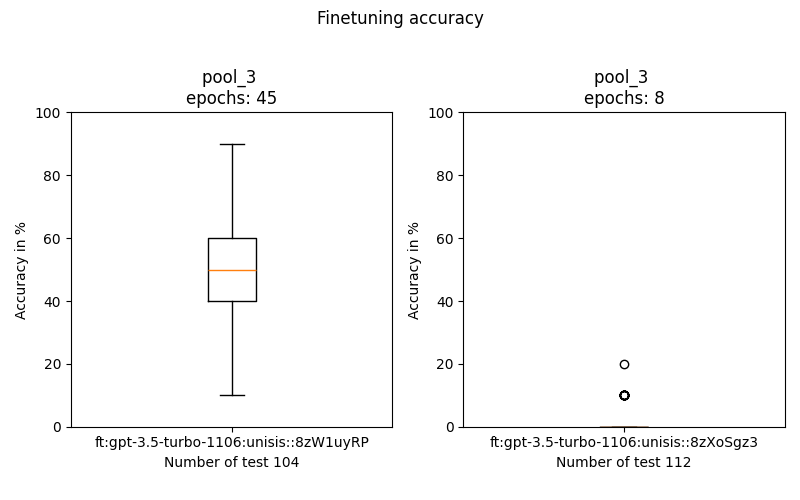 Finetuning accuracy
pool_3
epochs: 45
100
80
60
40
20
0
Accuracy in %
ft:gpt-3.5-turbo-1106:unisis::8zW1uyRP
Number of test 104
pool_3
epochs: 8
100
80
60
40
20
0
Accuracy in %
ft:gpt-3.5-turbo-1106:unisis::8zXoSgz3
Number of test 112